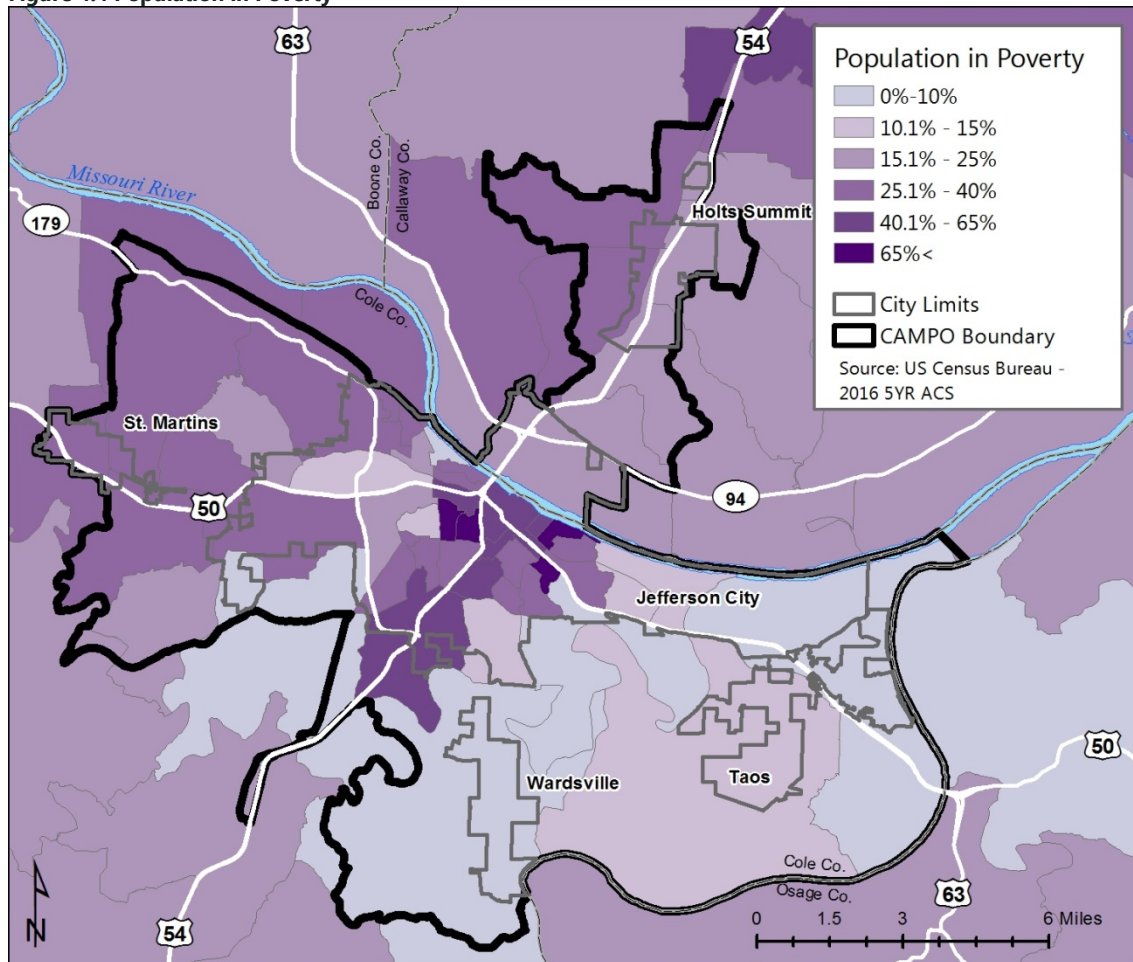 63
54
Population in Poverty
0%-10%
10.1% - 15%
15.1% - 25%
25.1% - 40%
40.1% - 65%
65%<
City Limits
CAMPO Boundary
Source: US Census Bureau -
2016 5YR ACS
Missouri River
Boone Co.
Callaway Co.
179
Holts Summit
Cole Co.
St. Martins
50
94
Jefferson City
Wardsville
Taos
50
Cole Co.
Osage Co.
63
54
N
0 1.5 3 6 Miles